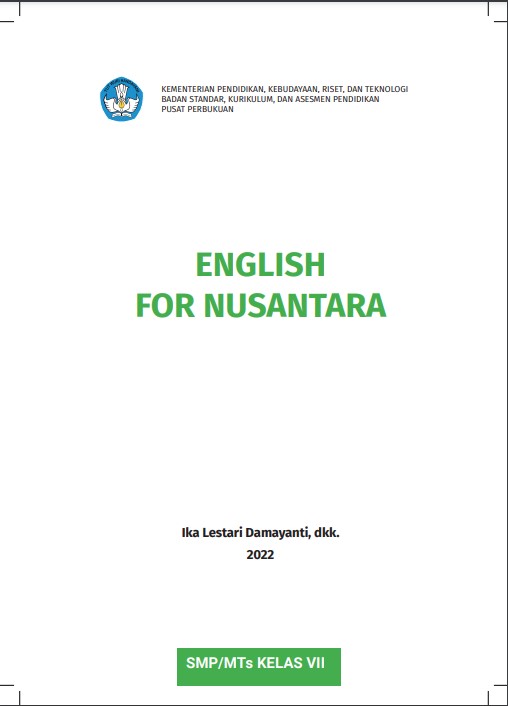 KEMENTERIAN PENDIDIKAN, KEBUDAYAAN, RISET, DAN TEKNOLOGI
BADAN STANDAR, KURIKULUM, DAN ASESMEN PENDIDIKAN
PUSAT PERBUKUAN
ENGLISH
FOR NUSANTARA
Ika Lestari Damayanti, dkk.
2022
SMP/MTs KELAS VII